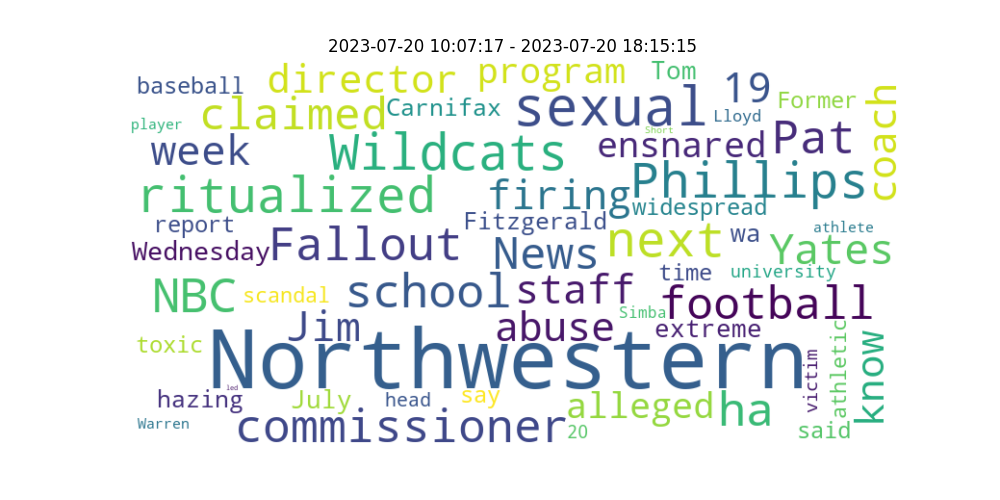 2023-07-20 10:07:17 - 2023-07-20 18:15:15
baseball director program Tom
claimed Carnifax sexual 19 Former coach
player Short Lloyd
week Wildcats ensnared Pat
ritualized firing Phillips
report Fitzgerald widespread athlete
Wednesday Fallout News next wa Yates
NBC scandal school staff time university
Simba football
toxic Jim abuse extreme
Northwestern victim athletic know
led
hazing July head say alleged ha
Warren commissioner 20 said